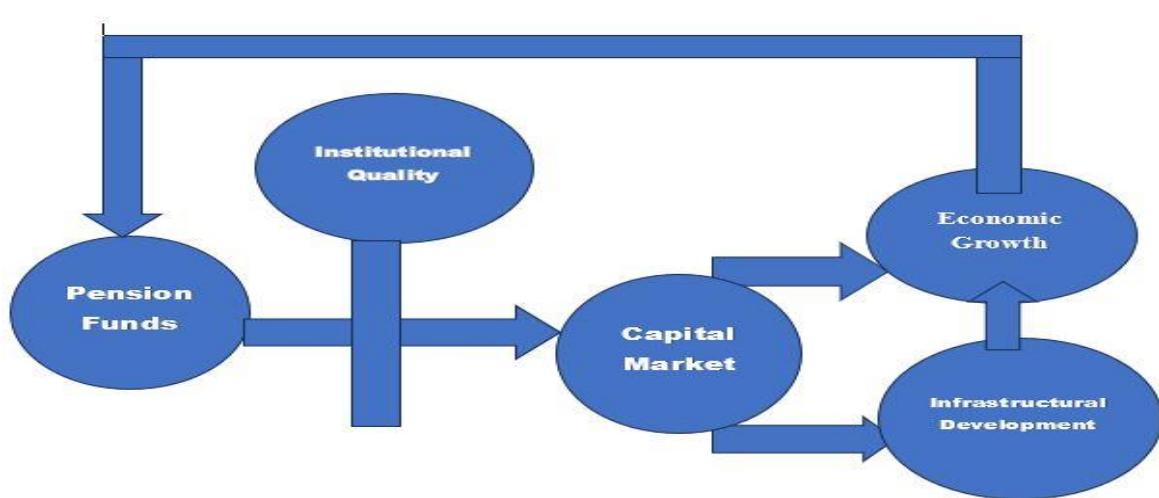 Institutional
Quality
Pension
Funds
Capital
Market
Economic
Growth
Infrastructural
Development